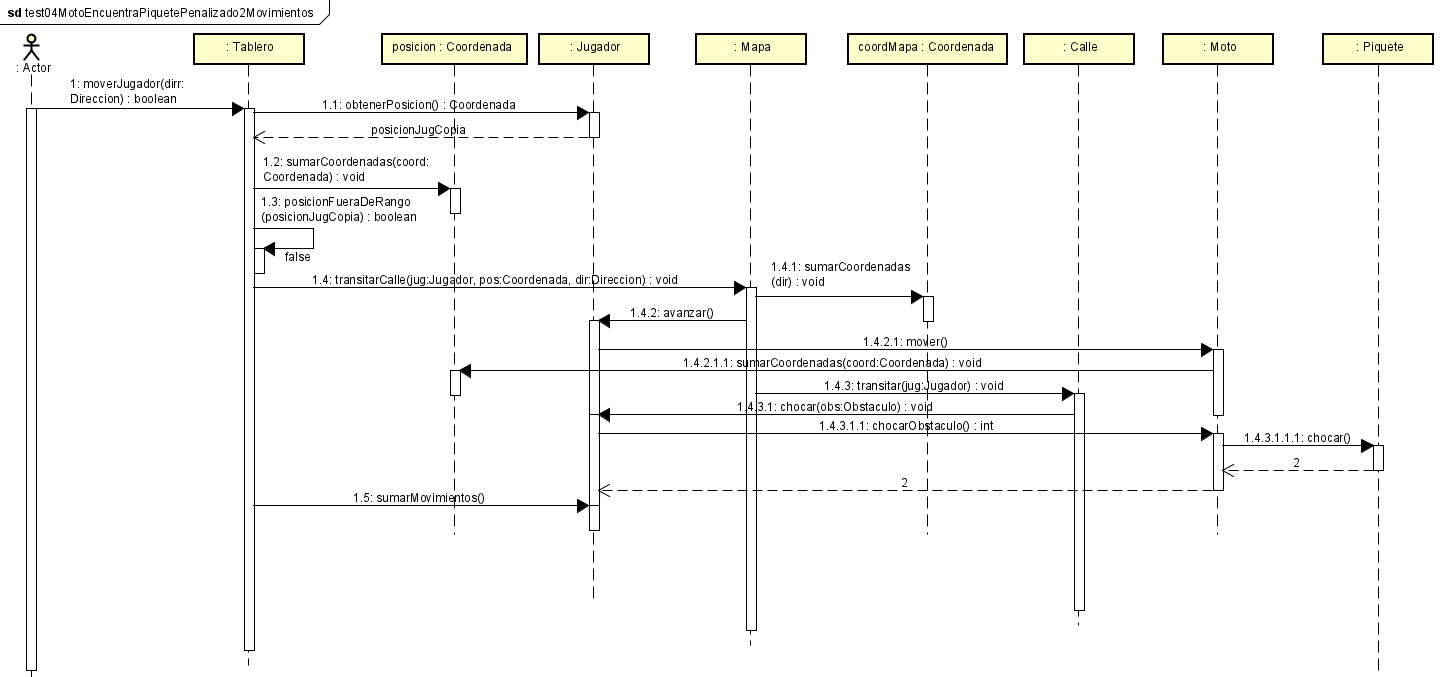 sd test04MotoEncuentraPiquetePenalizado2Movimientos
: Actor
: Tablero
posicion : Coordenada
: Jugador
: Mapa
coordMapa : Coordenada
: Calle
: Moto
: Piquete
1: moverJugador(dirr:
Direccion) : boolean
1.1: obtenerPosicion() : Coordenada
posicionJugCopia
1.2: sumarCoordenadas(coord:
Coordenada) : void
1.3: posicionFueraDeRango
(posicionJugCopia) : boolean
false
1.4: transitarCalle(jug:Jugador, pos:Coordenada, dir:Direccion) : void
1.4.1: sumarCoordenadas
(dir) : void
1.4.2: avanzar()
1.4.2.1: mover()
1.4.2.1.1: sumarCoordenadas(coord:Coordenada) : void
1.4.3: transitar(jug:Jugador) : void
1.4.3.1: chocar(obs:Obstaculo) : void
1.4.3.1.1: chocarObstaculo() : int
1.4.3.1.1.1: chocar()
2
2
1.5: sumarMovimientos()